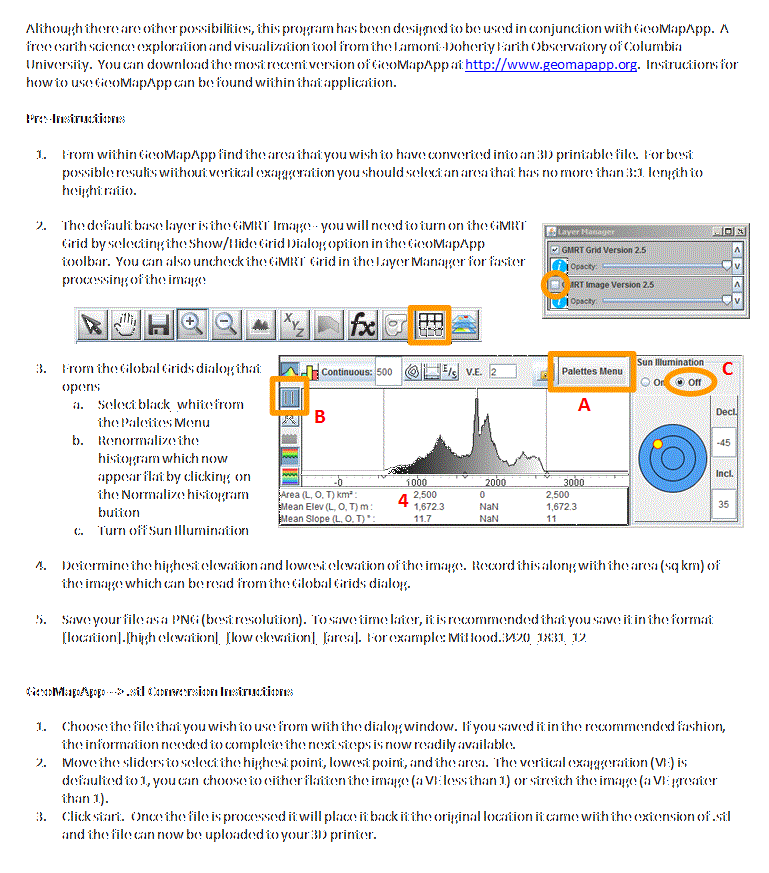 Although there are other possibilities, this program has been designed to be used in conjunction with GeoMapApp.  A
free earth science exploration and visualization tool from the Lamont-Doherty Earth Observatory of Columbia
University.  You can download the most recent version of GeoMapApp at http://www.geomapapp.org.  Instructions for
how to use GeoMapApp can be found within that application.
Pre-Instructions
1. From within GeoMapApp find the area that you wish to have converted into an 3D printable file.  For best
possible results without vertical exaggeration you should select an area that has no more than 3:1 length to
height ratio.
2. The default base layer is the GMRT Image - you will need to turn on the GMRT
Grid by selecting the Show/Hide Grid Dialog option in the GeoMapApp
toolbar.  You can also uncheck the GMRT Grid in the Layer Manager for faster
processing of the image
Layer Manager
GMRT Grid Version 2.5
Opacity:
GMRT Image Version 2.5
Opacity:
X Y Z
fx
3. From the Global Grids dialog that
opens
a. Select black_white from
the Palettes Menu
b. Renormalize the
histogram which now
appear flat by clicking on
the Normalize histogram
button
c. Turn off Sun Illumination
Continuous: 500 V.E. 2 Palettes Menu
Sun Illumination
On Off
A
B
C
Decl.
-45
Incl.
35
-0 1000 2000 3000
4
Area (L, O, T) km²: 2,500 0 2,500
Mean Elev (L, O, T) m: 1,672.3 NaN 1,672.3
Mean Slope (L, O, T) °: 11.7 NaN 11
4. Determine the highest elevation and lowest elevation of the image.  Record this along with the area (sq km) of
the image which can be read from the Global Grids dialog.
5. Save your file as a PNG (best resolution).  To save time later, it is recommended that you save it in the format
[location].[high elevation]_[low elevation]_[area].  For example: MtHood.3420_1831_12
GeoMapApp --> .stl Conversion Instructions
1. Choose the file that you wish to use from with the dialog window.  If you saved it in the recommended fashion,
the information needed to complete the next steps is now readily available.
2. Move the sliders to select the highest point, lowest point, and the area.  The vertical exaggeration (VE) is
defaulted to 1, you can choose to either flatten the image (a VE less than 1) or stretch the image (a VE greater
than 1).
3. Click start.  Once the file is processed it will place it back it the original location it came with the extension of .stl
and the file can now be uploaded to your 3D printer.